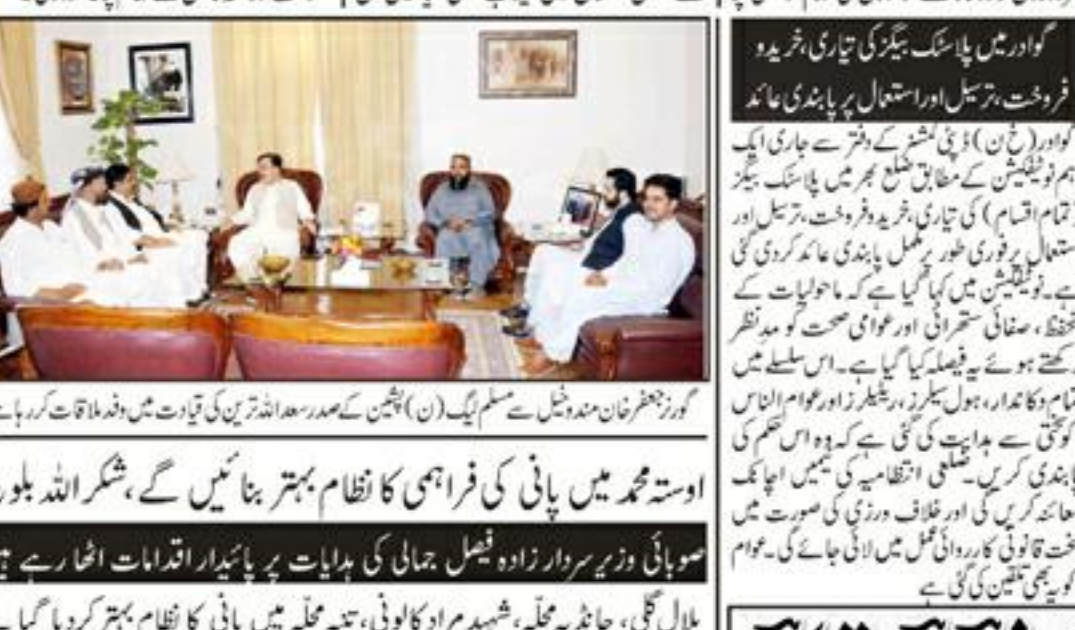 گوادر میں پلاسٹک بیگز کی تیاری، خرید و
فروخت، ترسیل اور استعمال پر پابندی عائد
گوادر (خ ن) ڈپٹی کمشنر کے دفتر سے جاری ایک
ہم نوٹیفکیشن کے مطابق ضلع بھر میں پلاسٹک بیگز
(تمام اقسام) کی تیاری، خرید و فروخت، ترسیل اور
ستعمال پر فوری طور پر مکمل پابندی عائد کردی گئی
ہے۔ نوٹیفکیشن میں کہا گیا ہے کہ ماحولیات کے
تحفظ، صفائی ستھرائی اور عوامی صحت کو مدنظر
رکھتے ہوئے یہ فیصلہ کیا گیا ہے۔ اس سلسلے میں
تمام دکاندار، ہول سیلرز، ریٹیلرز اور عوام الناس
کو سختی سے ہدایت کی گئی ہے کہ وہ اس حکم کی
پابندی کریں۔ ضلعی انتظامیہ کی ٹیمیں اچانک
معائنہ کریں گی اور خلاف ورزی کی صورت میں
سخت قانونی کارروائی عمل میں لائی جائے گی۔ عوام
کو یہ بھی تلقین کی گئی ہے
گورنر جعفر خان مندوخیل سے مسلم لیگ (ن) پشین کے صدر سعد اللہ ترین کی قیادت میں وفد ملاقات کر رہا ہے
اوستہ محمد میں پانی کی فراہمی کا نظام بہتر بنائیں گے، شکر اللہ بلو
صوبائی وزیر سردار زادہ فیصل جمالی کی ہدایات پر پائیدار اقدامات اٹھا رہے ہیں
بلال گلی، چانڈیہ محلہ، شہید مراد کالونی، تنیہ محلہ میں پانی کا نظام بہتر کر دیا گیا